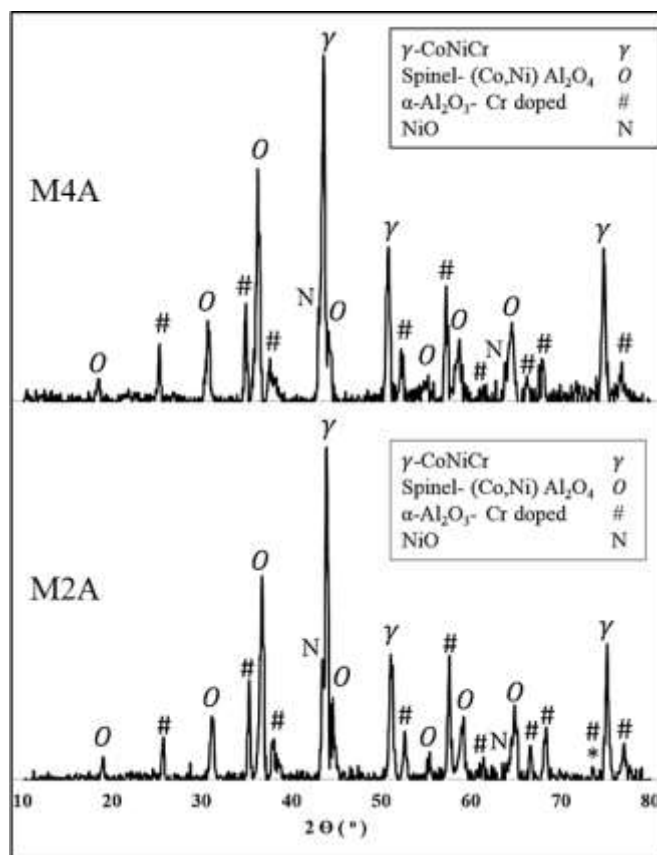 γ
γ-CoNiCr γ
Spinel- (Co,Ni) Al₂O₄ O
α-Al₂O₃- Cr doped #
NiO N
M4A
O
γ
γ
#
#
O
O
N
O
#
#
O
#
O
N
O
#
#
#
#
O
γ
γ-CoNiCr γ
Spinel- (Co,Ni) Al₂O₄ O
α-Al₂O₃- Cr doped #
NiO N
M2A
O
γ
#
γ
N
O
#
O
#
O
#
O
#
#
#
O
#
O
#
N
#
*
10 20 30 40 50 60 70 80
2 Θ (°)